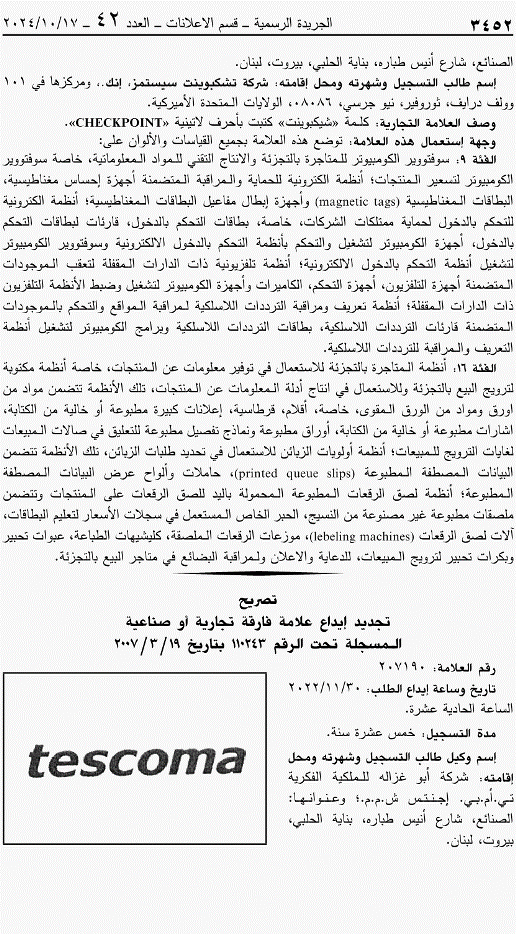 ٣٤٥٢ الجريدة الرسمية ــ قسم الاعلانات ــ العدد ٤٢ ــ ٢٠٢٤/١٠/١٧
الصنائع، شارع أنيس طباره، بناية الحلبي، بيروت، لبنان.
إسم طالب التسجيل وشهرته ومحل إقامته: شركة تشكبوينت سيستمز، إنك.، ومركزها في ١٠١
وولف درايف، ثوروفير، نيو جرسي، ٠٨٠٨٦، الولايات المتحدة الأميركية.
وصف العلامة التجارية: كلمة «شيكبوينت» كتبت بأحرف لاتينية «CHECKPOINT».
وجهة إستعمال هذه العلامة: توضع هذه العلامة بجميع القياسات والألوان على:
الفئة ٩: سوفتووير الكومبيوتر للمتاجرة بالتجزئة والانتاج التقني للمواد المعلوماتية، خاصة سوفتووير
الكومبيوتر لتسعير المنتجات؛ أنظمة الكترونية للحماية والمراقبة المتضمنة أجهزة إحساس مغناطيسية،
البطاقات المغناطيسية (magnetic tags) وأجهزة إبطال مفاعيل البطاقات المغناطيسية؛ أنظمة الكترونية
للتحكم بالدخول لحماية ممتلكات الشركات، خاصة، بطاقات التحكم بالدخول، قارئات لبطاقات التحكم
بالدخول، أجهزة الكومبيوتر لتشغيل والتحكم بأنظمة التحكم بالدخول الالكترونية وسوفتووير الكومبيوتر
لتشغيل أنظمة التحكم بالدخول الالكترونية؛ أنظمة تلفزيونية ذات الدارات المقفلة لتعقب الموجودات
المتضمنة أجهزة التلفزيون، أجهزة التحكم، الكاميرات وأجهزة الكومبيوتر لتشغيل وضبط الأنظمة التلفزيون
ذات الدارات المقفلة؛ أنظمة تعريف ومراقبة الترددات اللاسلكية لمراقبة المواقع والتحكم بالموجودات
المتضمنة قارئات الترددات اللاسلكية، بطاقات الترددات اللاسلكية وبرامج الكومبيوتر لتشغيل أنظمة
التعريف والمراقبة للترددات اللاسلكية.
الفئة ١٦: أنظمة المتاجرة بالتجزئة للاستعمال في توفير معلومات عن المنتجات، خاصة أنظمة مكتوبة
لترويج البيع بالتجزئة وللاستعمال في انتاج أدلة المعلومات عن المنتجات، تلك الأنظمة تتضمن مواد من
اورق ومواد من الورق المقوى، خاصة، أقلام، قرطاسية، إعلانات كبيرة مطبوعة أو خالية من الكتابة،
اشارات مطبوعة أو خالية من الكتابة، أوراق مطبوعة ونماذج تفصيل مطبوعة للتعليق في صالات المبيعات
لغايات الترويج للمبيعات؛ أنظمة أولويات الزبائن للاستعمال في تحديد طلبات الزبائن، تلك الأنظمة تتضمن
البيانات المصطفة المطبوعة (printed queue slips)، حاملات وألواح عرض البيانات المصطفة
المطبوعة؛ أنظمة لصق الرقعات المطبوعة المحمولة باليد للصق الرقعات على المنتجات وتتضمن
ملصقات مطبوعة غير مصنوعة من النسيج، الحبر الخاص المستعمل في سجلات الأسعار لتعليم البطاقات،
آلات لصق الرقعات (lebeling machines)، موزعات الرقعات الملصقة، كليشيهات الطباعة، عبوات تحبير
وبكرات تحبير لترويج المبيعات، للدعاية والاعلان ولمراقبة البضائع في متاجر البيع بالتجزئة.
تصريح
تجديد إيداع علامة فارقة تجارية أو صناعية
المسجلة تحت الرقم ١١٠٢٤٣ بتاريخ ٢٠٠٧/٣/١٩
رقم العلامة: ٢٠٧١٩٠
تاريخ وساعة إيداع الطلب: ٢٠٢٢/١١/٣٠
الساعة الحادية عشرة.
مدة التسجيل: خمس عشرة سنة.
إسم وكيل طالب التسجيل وشهرته ومحل
إقامته: شركة أبو غزاله للملكية الفكرية
تي.أم.بي. إجنتس ش.م.م.؛ وعنوانها:
الصنائع، شارع أنيس طباره، بناية الحلبي،
بيروت، لبنان.
tescoma